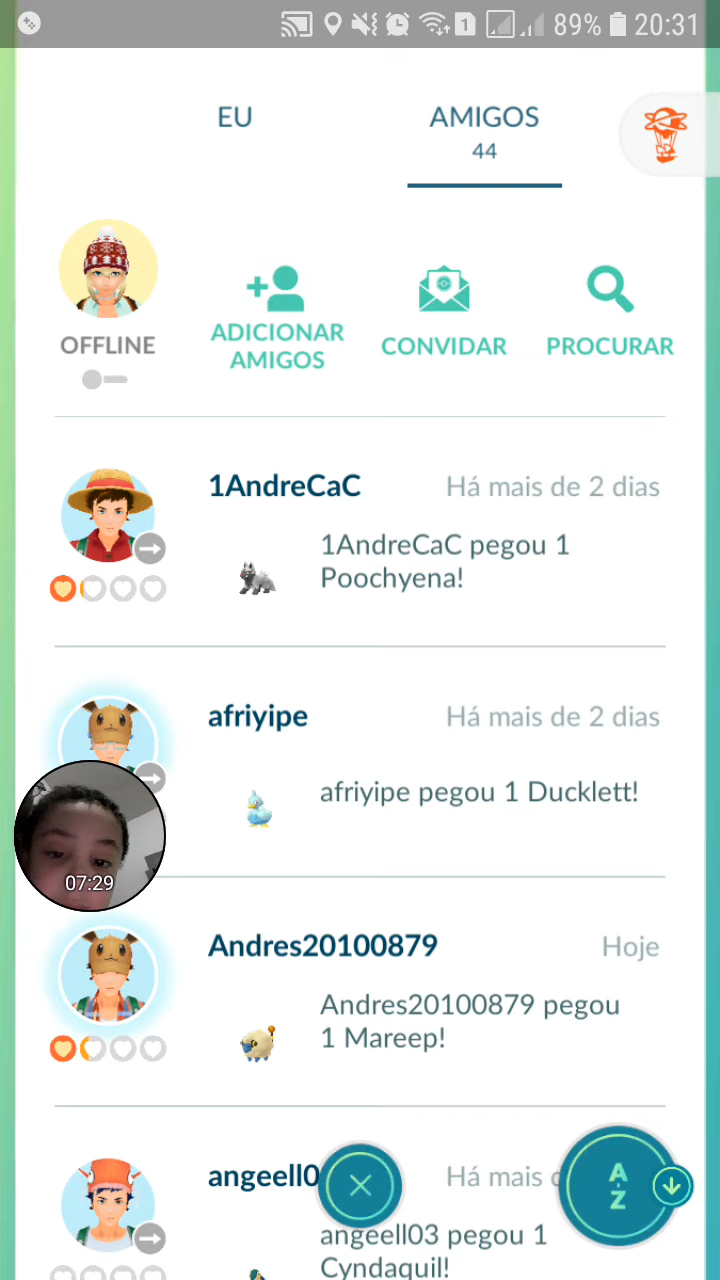 1 89% 20:31
EU AMIGOS
44
OFFLINE
ADICIONAR
AMIGOS
CONVIDAR
PROCURAR
1AndreCaC Há mais de 2 dias
1AndreCaC pegou 1
Poochyena!
afriyipe Há mais de 2 dias
afriyipe pegou 1 Ducklett!
07:29
Andres20100879 Hoje
Andres20100879 pegou
1 Mareep!
angeell0 Há mais
A
Z
angeell03 pegou 1
Cyndaquil!